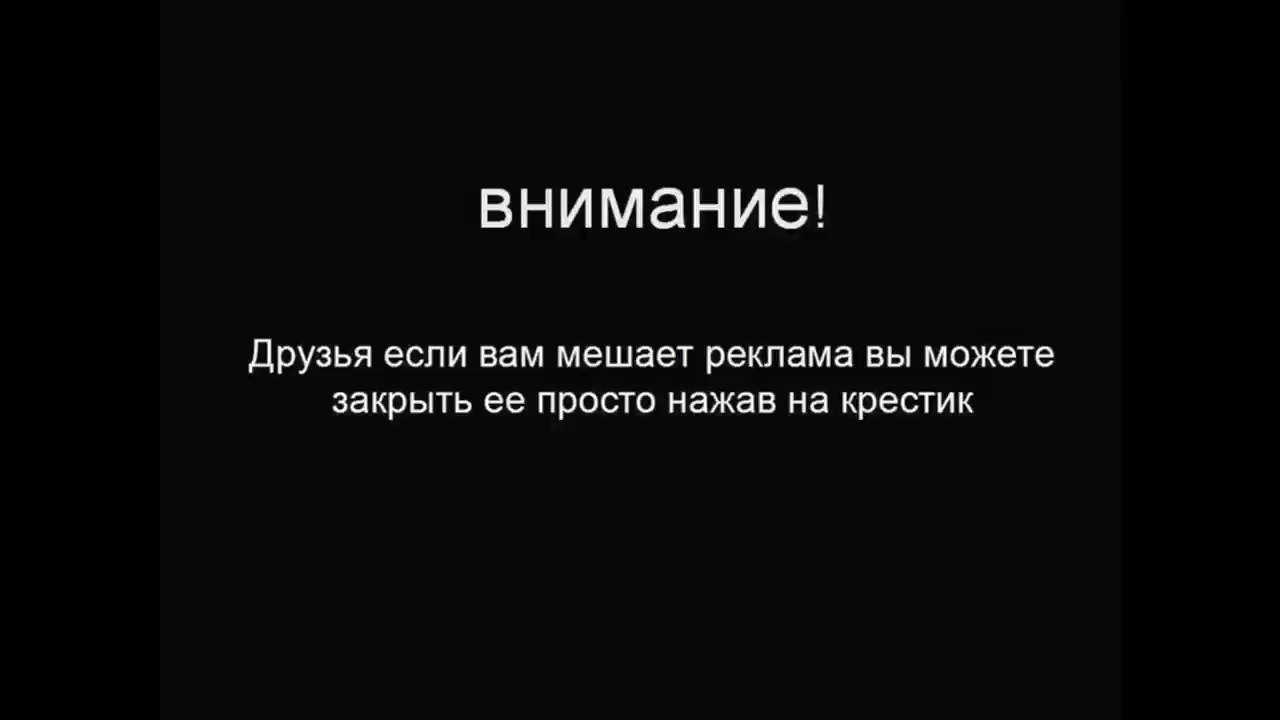 внимание!
Друзья если вам мешает реклама вы можете
закрыть ее просто нажав на крестик